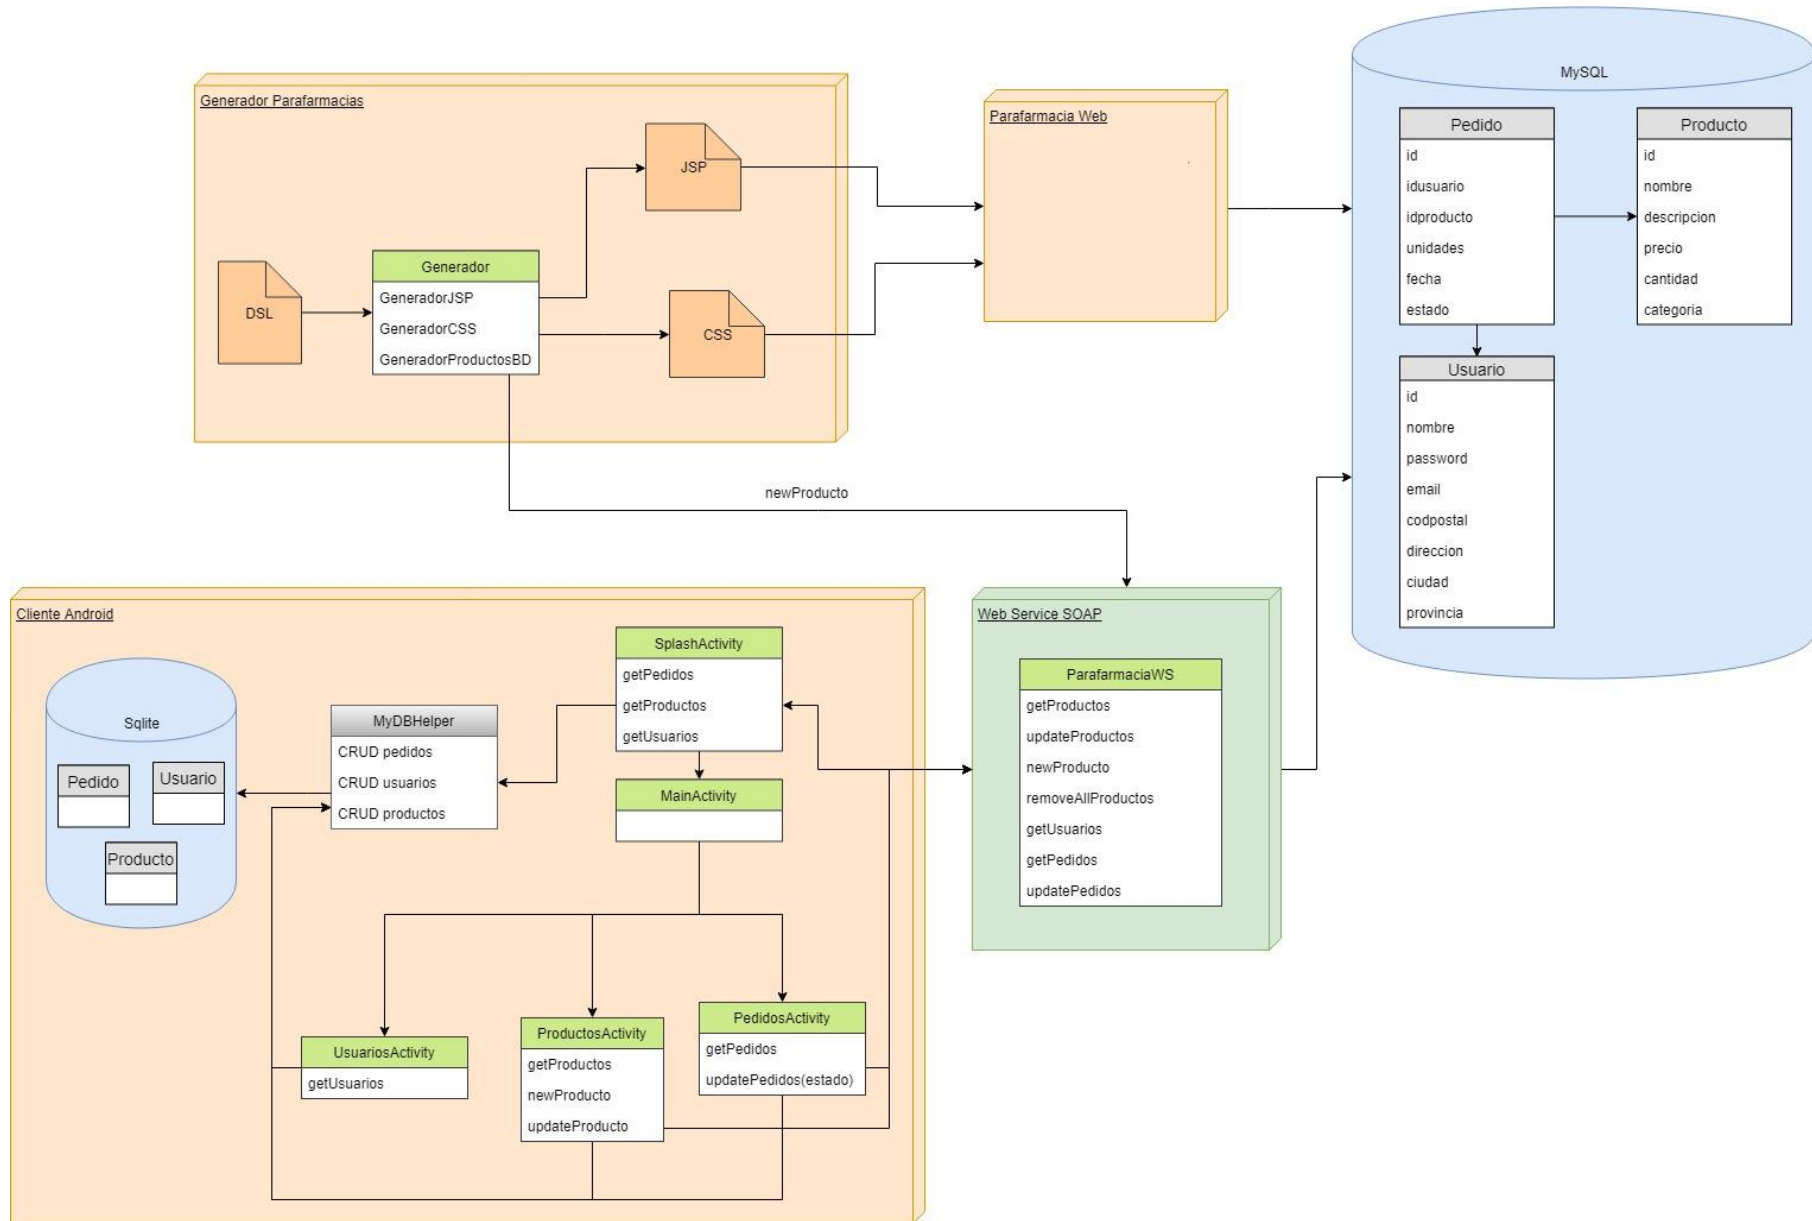 Generador Parafarmacias
JSP
DSL
Generador
GeneradorJSP
GeneradorCSS
GeneradorProductosBD
CSS
Parafarmacia Web
MySQL
Pedido
id
idusuario
idproducto
unidades
fecha
estado
Producto
id
nombre
descripcion
precio
cantidad
categoria
Usuario
id
nombre
password
email
codpostal
direccion
ciudad
provincia
newProducto
Cliente Android
Sqlite
Pedido
Usuario
Producto
MyDBHelper
CRUD pedidos
CRUD usuarios
CRUD productos
SplashActivity
getPedidos
getProductos
getUsuarios
MainActivity
UsuariosActivity
getUsuarios
ProductosActivity
getProductos
newProducto
updateProducto
PedidosActivity
getPedidos
updatePedidos(estado)
Web Service SOAP
ParafarmaciaWS
getProductos
updateProductos
newProducto
removeAllProductos
getUsuarios
getPedidos
updatePedidos